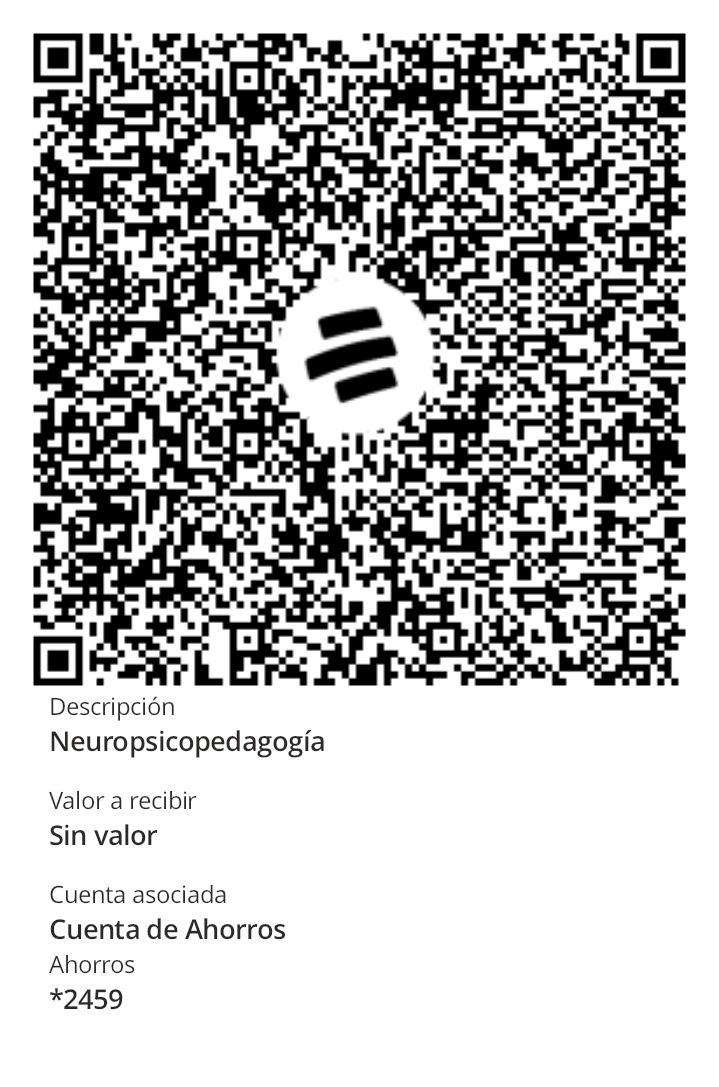 Descripción
Neuropsicopedagogía
Valor a recibir
Sin valor
Cuenta asociada
Cuenta de Ahorros
Ahorros
*2459